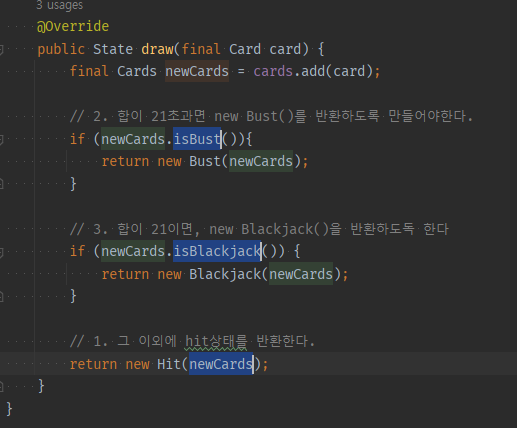 3 usages
@Override
public State draw(final Card card) {
final Cards newCards = cards.add(card);
// 2. 합이 21초과면 new Bust()를 반환하도록 만들어야한다.
if (newCards.isBust()){
return new Bust(newCards);
}
// 3. 합이 21이면, new Blackjack()을 반환하도독 한다
if (newCards.isBlackjack()) {
return new Blackjack(newCards);
}
// 1. 그 이외에 hit상태를 반환한다.
return new Hit(newCards);
}
}